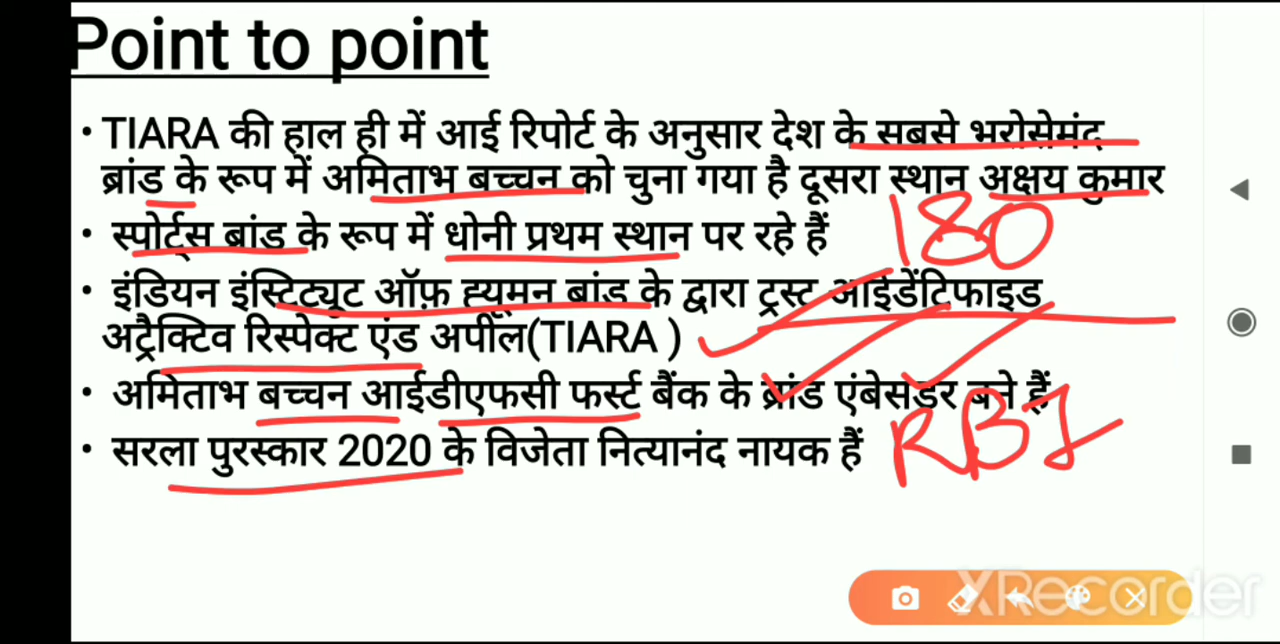 Point to point
• TIARA की हाल ही में आई रिपोर्ट के अनुसार देश के सबसे भरोसेमंद
ब्रांड के रूप में अमिताभ बच्चन को चुना गया है दूसरा स्थान अक्षय कुमार
• स्पोर्ट्स ब्रांड के रूप में धोनी प्रथम स्थान पर रहे हैं
180
• इंडियन इंस्टिट्यूट ऑफ़ ह्यूमन ब्रांड के द्वारा ट्रस्ट आईडेंटिफाइड
अट्रैक्टिव रिस्पेक्ट एंड अपील(TIARA )
• अमिताभ बच्चन आईडीएफसी फर्स्ट बैंक के ब्रांड एंबेसडर बने हैं
• सरला पुरस्कार 2020 के विजेता नित्यानंद नायक हैं
RBI
XRecorder